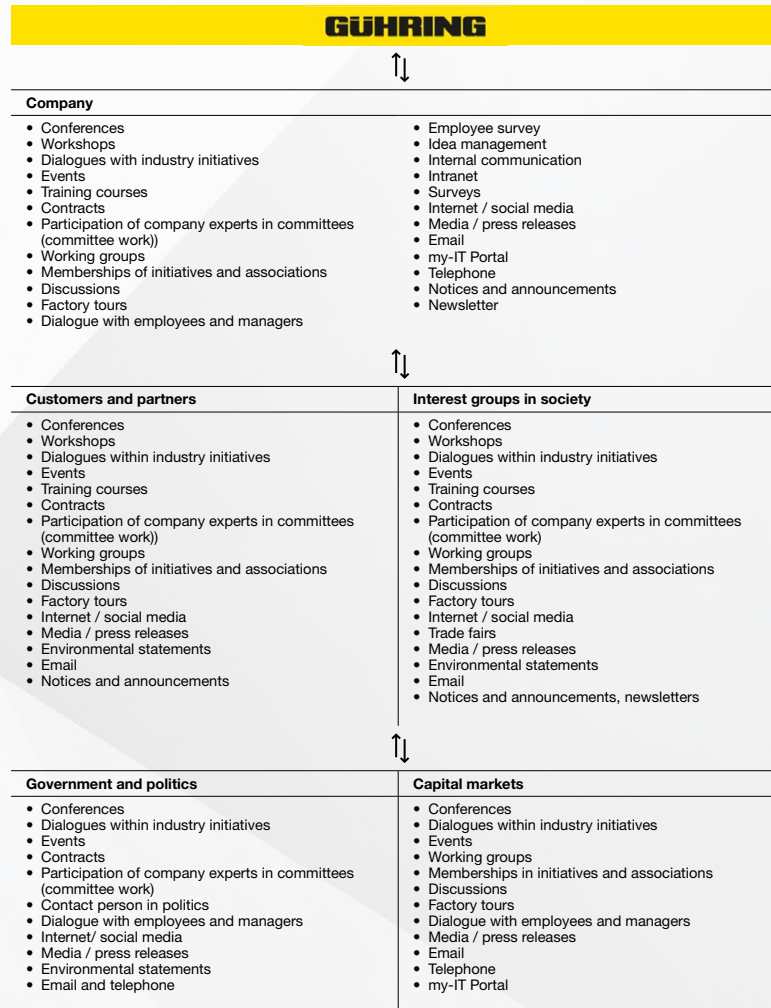 GÜHRING
Company
• Conferences
• Workshops
• Dialogues with industry initiatives
• Events
• Training courses
• Contracts
• Participation of company experts in committees
(committee work))
• Working groups
• Memberships of initiatives and associations
• Discussions
• Factory tours
• Dialogue with employees and managers
• Employee survey
• Idea management
• Internal communication
• Intranet
• Surveys
• Internet / social media
• Media / press releases
• Email
• my-IT Portal
• Telephone
• Notices and announcements
• Newsletter
Customers and partners
• Conferences
• Workshops
• Dialogues within industry initiatives
• Events
• Training courses
• Contracts
• Participation of company experts in committees
(committee work))
• Working groups
• Memberships of initiatives and associations
• Discussions
• Factory tours
• Internet / social media
• Media / press releases
• Environmental statements
• Email
• Notices and announcements
Interest groups in society
• Conferences
• Workshops
• Dialogues within industry initiatives
• Events
• Training courses
• Contracts
• Participation of company experts in committees
(committee work)
• Working groups
• Memberships of initiatives and associations
• Discussions
• Factory tours
• Internet / social media
• Trade fairs
• Media / press releases
• Environmental statements
• Email
• Notices and announcements, newsletters
Government and politics
• Conferences
• Dialogues within industry initiatives
• Events
• Contracts
• Participation of company experts in committees
(committee work)
• Contact person in politics
• Dialogue with employees and managers
• Internet/ social media
• Media / press releases
• Environmental statements
• Email and telephone
Capital markets
• Conferences
• Dialogues within industry initiatives
• Events
• Working groups
• Memberships in initiatives and associations
• Discussions
• Factory tours
• Dialogue with employees and managers
• Media / press releases
• Email
• Telephone
• my-IT Portal